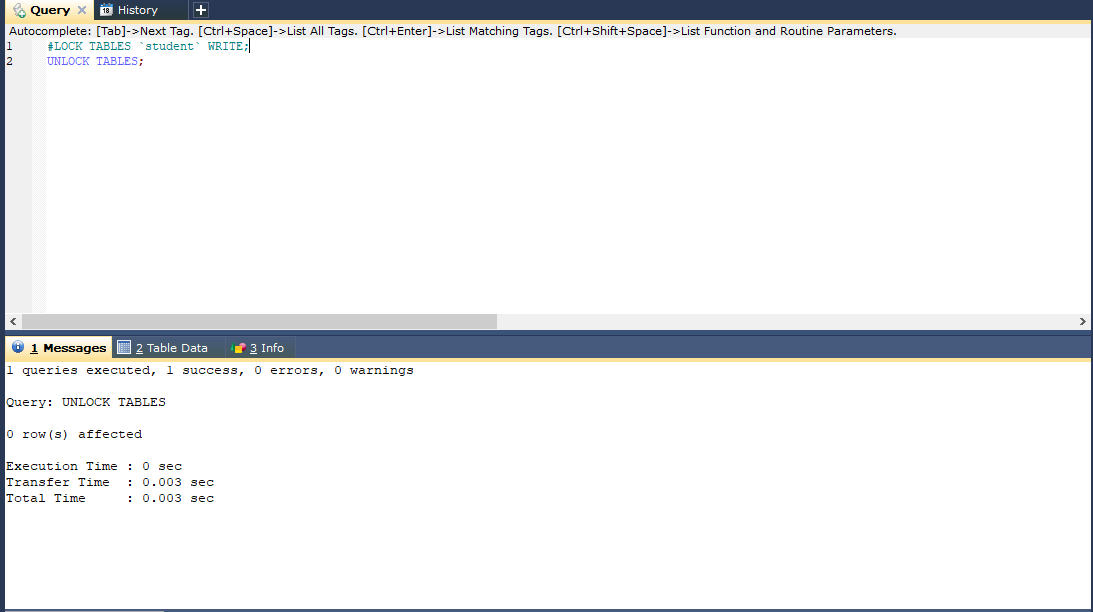 Query History
Autocomplete: [Tab]->Next Tag. [Ctrl+Space]->List All Tags. [Ctrl+Enter]->List Matching Tags. [Ctrl+Shift+Space]->List Function and Routine Parameters.
1 #LOCK TABLES `student` WRITE;
2 UNLOCK TABLES;
1 Messages 2 Table Data 3 Info
1 queries executed, 1 success, 0 errors, 0 warnings
Query: UNLOCK TABLES
0 row(s) affected
Execution Time : 0 sec
Transfer Time : 0.003 sec
Total Time : 0.003 sec